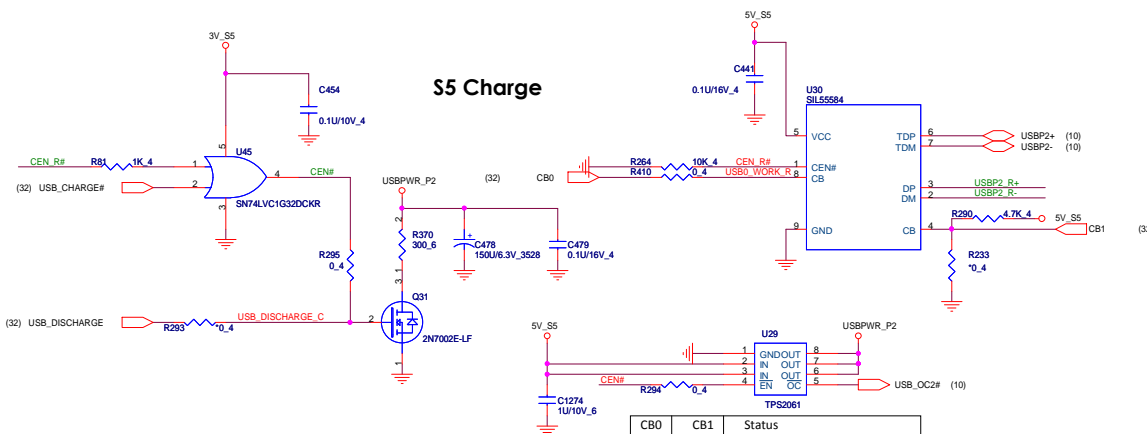 5V_S5
3V_S5
C454
0.1U/10V_4
S5 Charge
C441
0.1U/16V_4
U30
SIL55584
5
VCC
TDP
6
USBP2+ (10)
TDM
7
USBP2- (10)
5
U45
CEN_R#
R81
1K_4
1
4
CEN#
(32) USB_CHARGE#
2
SN74LVC1G32DCKR
3
USBPWR_P2
(32)
CB0
R264
10K_4
CEN_R#
1
CEN#
R410
0_4
USB0_WORK_R
8
CB
DP
3
USBP2_R+
DM
2
USBP2_R-
R290
4.7K_4
5V_S5
9
GND
CB
4
CB1
(3
R233
*0_4
2
R370
300_6
1
C478
150U/6.3V_3528
C479
0.1U/16V_4
R295
0_4
3
Q31
(32) USB_DISCHARGE
R293
*0_4
USB_DISCHARGE_C
2
2N7002E-LF
1
5V_S5
U29
USBPWR_P2
1
GND
OUT
8
2
IN
OUT
7
3
IN
OUT
6
CEN#
R294
0_4
4
EN
OC
5
USB_OC2# (10)
TPS2061
C1274
1U/10V_6
CB0 CB1 Status